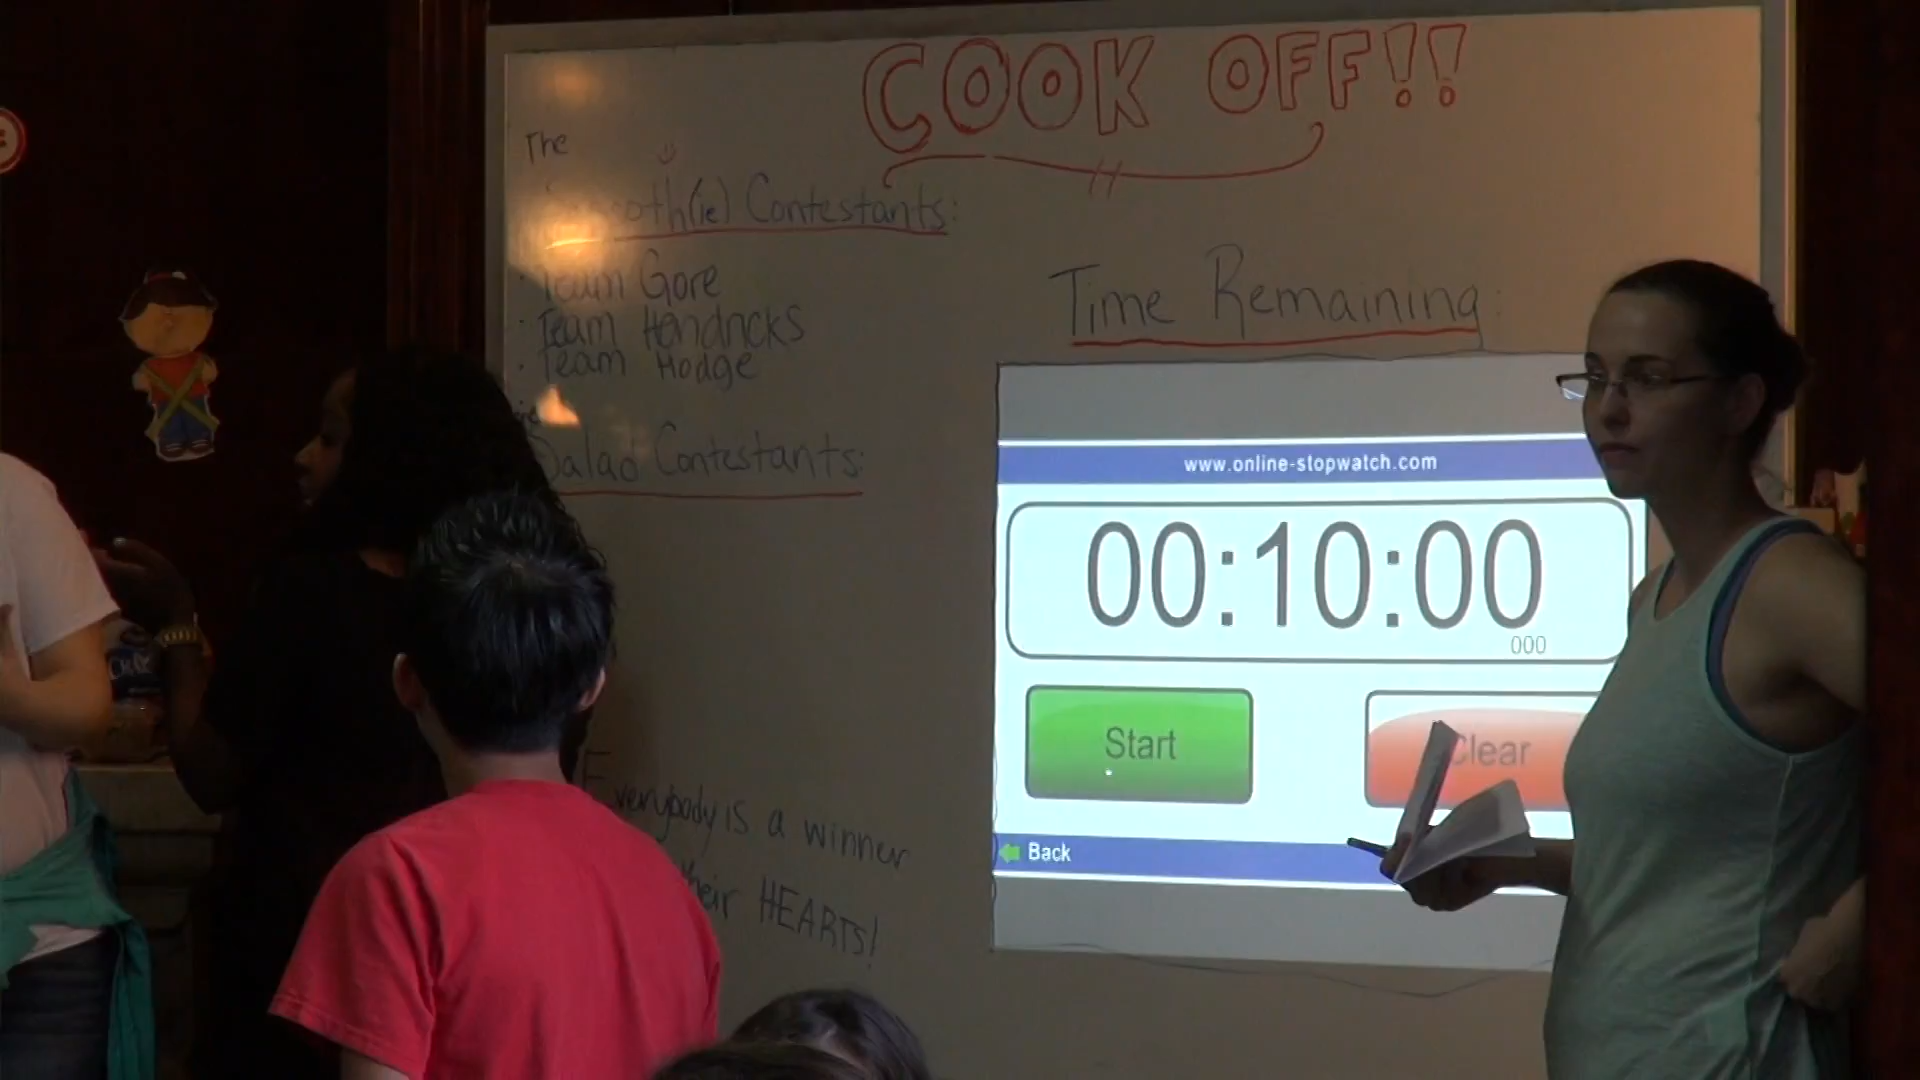 COOK OFF!!
The
Contestants:
Team Gore
Team Hendricks
Team Hodge
Salad Contestants:
Time Remaining:
www.online-stopwatch.com
00:10:00
000
Start
Clear
Back
Everybody is a winner
their HEARTS!